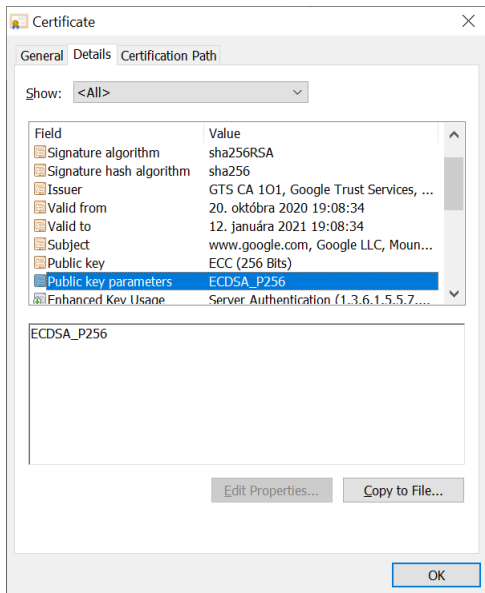 Certificate
General Details Certification Path
Show: <All>
Field Value
Signature algorithm sha256RSA
Signature hash algorithm sha256
Issuer GTS CA 1O1, Google Trust Services, ...
Valid from 20. októbra 2020 19:08:34
Valid to 12. januára 2021 19:08:34
Subject www.google.com, Google LLC, Moun...
Public key ECC (256 Bits)
Public key parameters ECDSA_P256
Enhanced Key Usage Server Authentication (1.3.6.1.5.5.7....
ECDSA_P256
Edit Properties... Copy to File...
OK